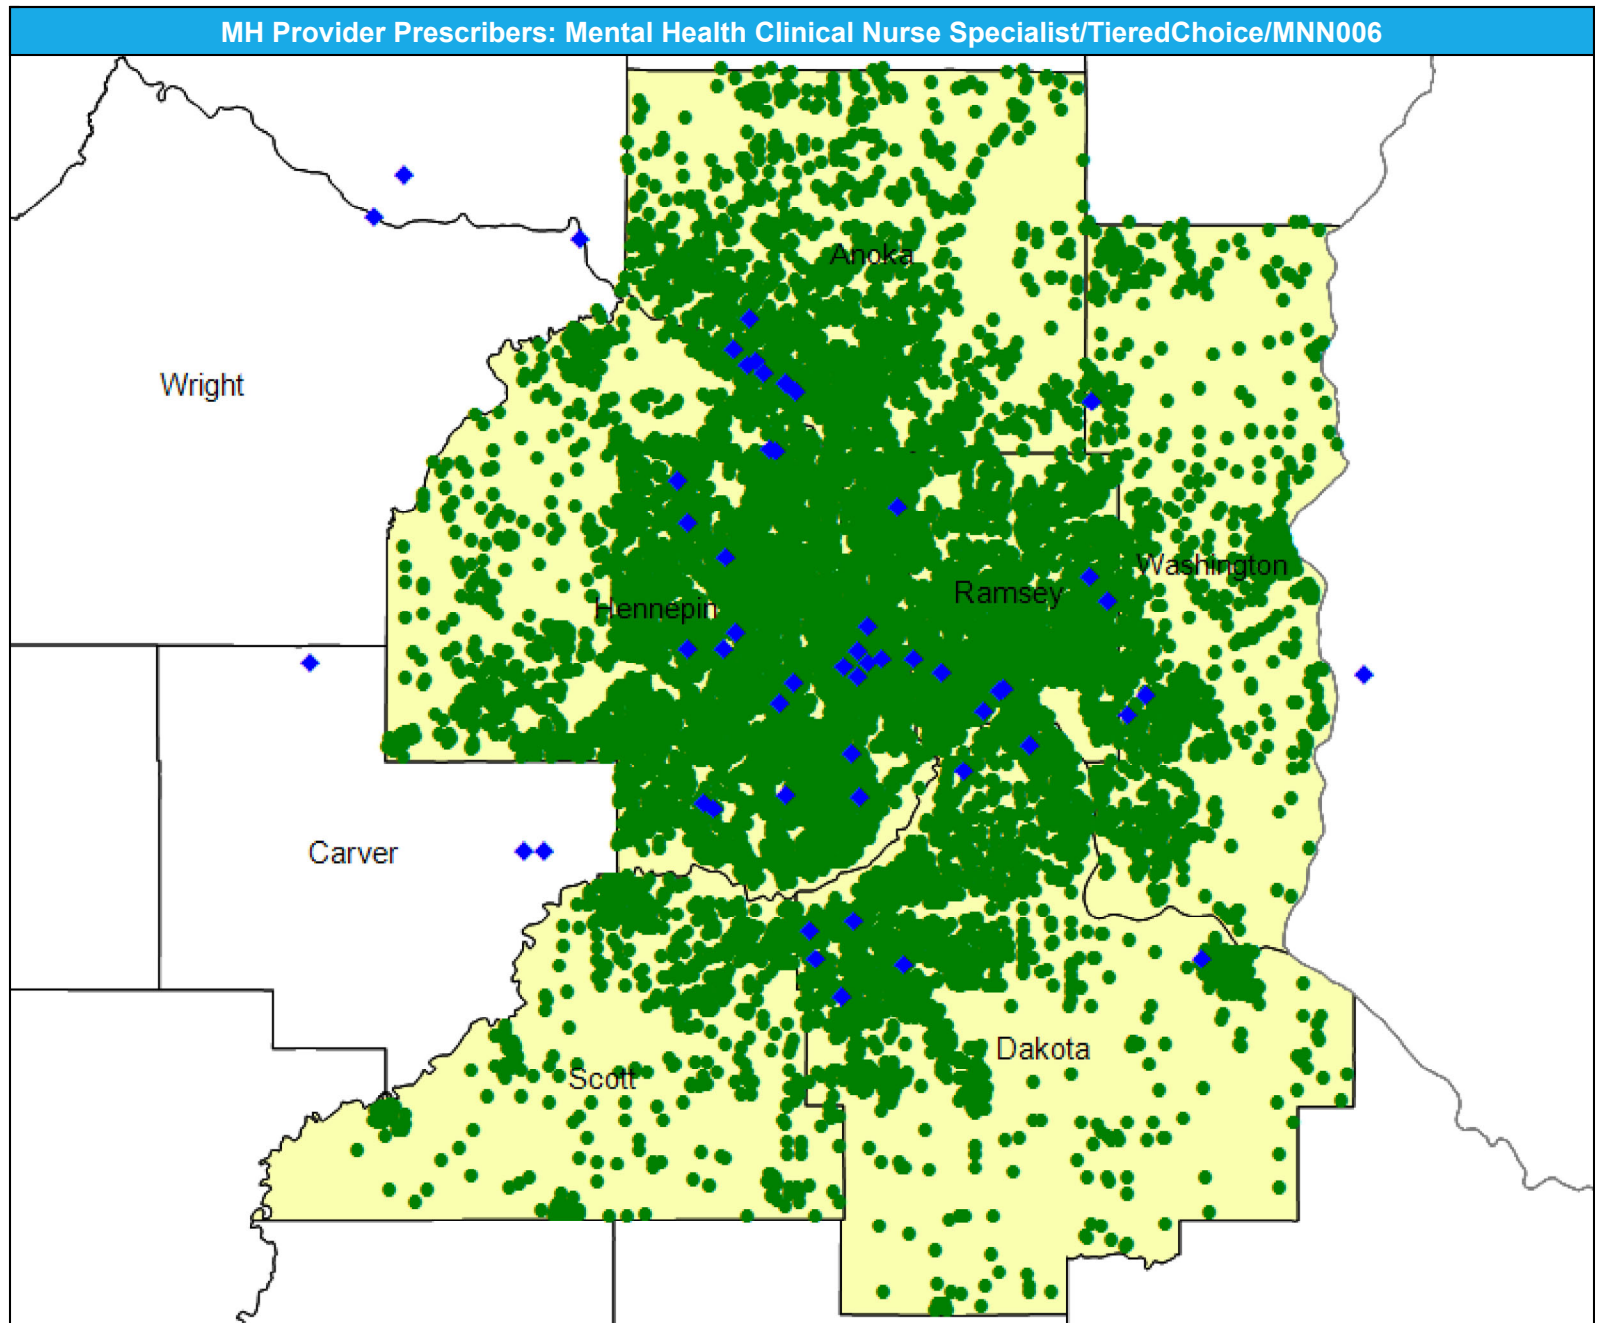 MH Provider Prescribers: Mental Health Clinical Nurse Specialist/TieredChoice/MNN006
Anoka
Wright
Washington
Ramsey
Hennepin
Carver
Dakota
Scott